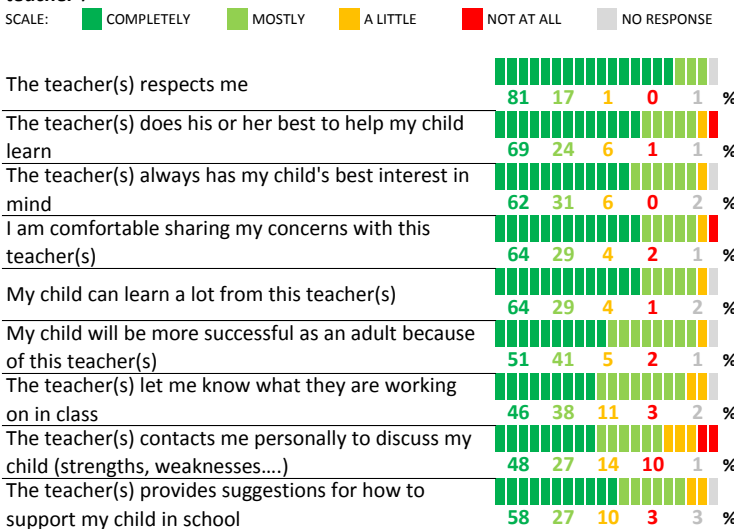 teacher?
SCALE: COMPLETELY MOSTLY A LITTLE NOT AT ALL NO RESPONSE
The teacher(s) respects me
81 17 1 0 1 %
The teacher(s) does his or her best to help my child
learn
69 24 6 1 1 %
The teacher(s) always has my child's best interest in
mind
62 31 6 0 2 %
I am comfortable sharing my concerns with this
teacher(s)
64 29 4 2 1 %
My child can learn a lot from this teacher(s)
64 29 4 1 2 %
My child will be more successful as an adult because
of this teacher(s)
51 41 5 2 1 %
The teacher(s) let me know what they are working
on in class
46 38 11 3 2 %
The teacher(s) contacts me personally to discuss my
child (strengths, weaknesses....)
48 27 14 10 1 %
The teacher(s) provides suggestions for how to
support my child in school
58 27 10 3 3 %